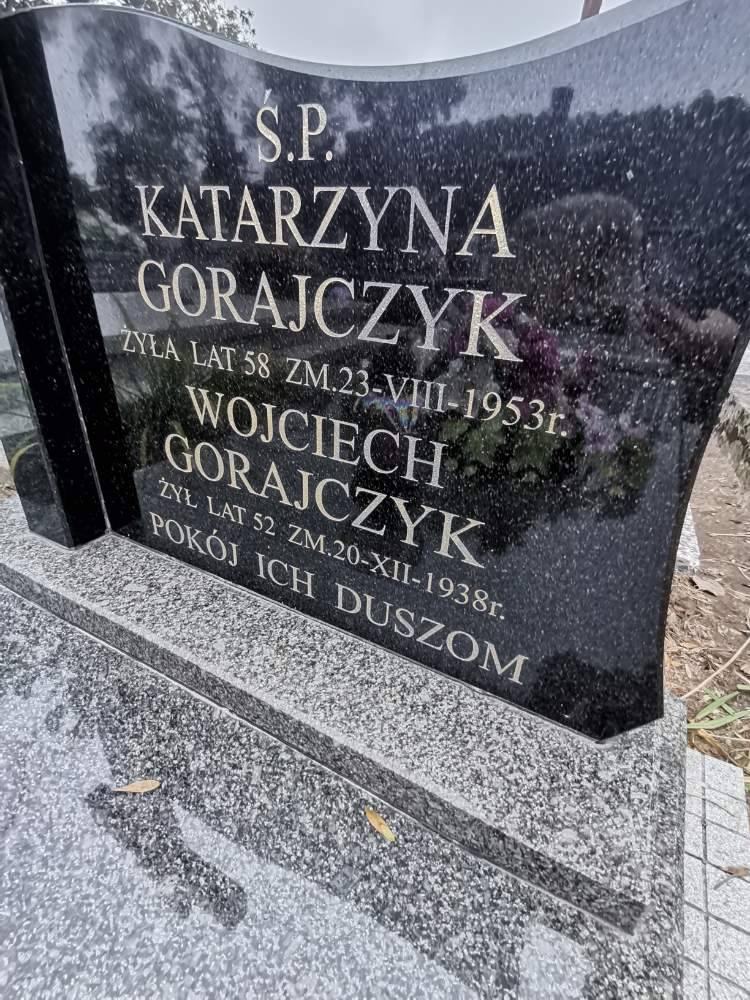 Ś.P.
KATARZYNA
GORAJCZYK
ŻYŁA LAT 58 ZM.23-VIII-1953r.
WOJCIECH
GORAJCZYK
ŻYŁ LAT 52 ZM.20-XII-1938r.
POKÓJ ICH DUSZOM